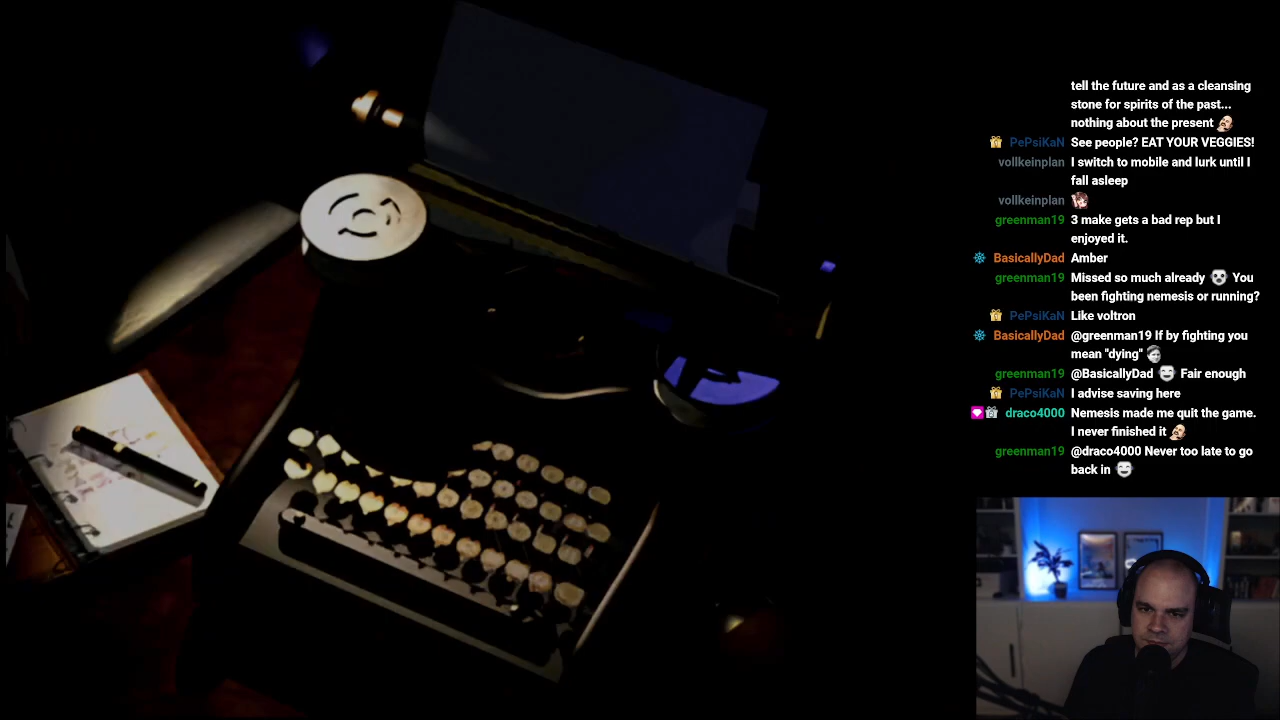 tell the future and as a cleansing
stone for spirits of the past...
nothing about the present
PePsiKaN See people? EAT YOUR VEGGIES!
vollkeinplan I switch to mobile and lurk until I
fall asleep
vollkeinplan
greenman19 3 make gets a bad rep but I
enjoyed it.
BasicallyDad Amber
greenman19 Missed so much already You
been fighting nemesis or running?
PePsiKaN Like voltron
BasicallyDad @greenman19 If by fighting you
mean "dying"
greenman19 @BasicallyDad Fair enough
PePsiKaN I advise saving here
draco4000 Nemesis made me quit the game.
I never finished it
greenman19 @draco4000 Never too late to go
back in